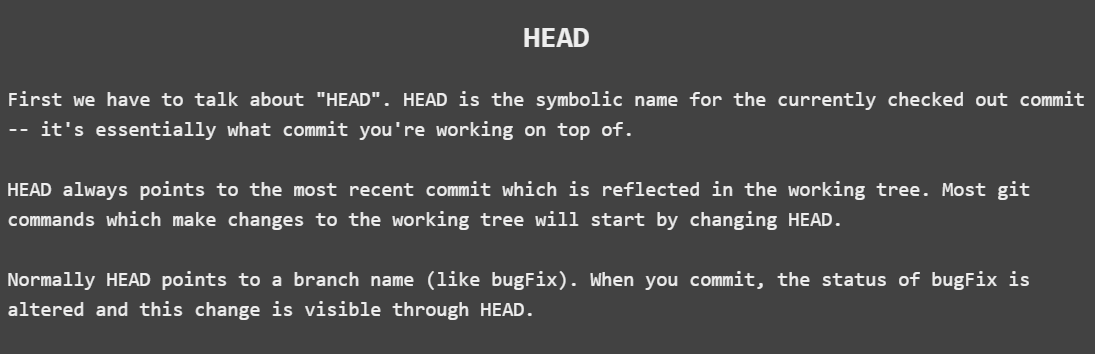 HEAD
First we have to talk about "HEAD". HEAD is the symbolic name for the currently checked out commit
-- it's essentially what commit you're working on top of.
HEAD always points to the most recent commit which is reflected in the working tree. Most git
commands which make changes to the working tree will start by changing HEAD.
Normally HEAD points to a branch name (like bugFix). When you commit, the status of bugFix is
altered and this change is visible through HEAD.